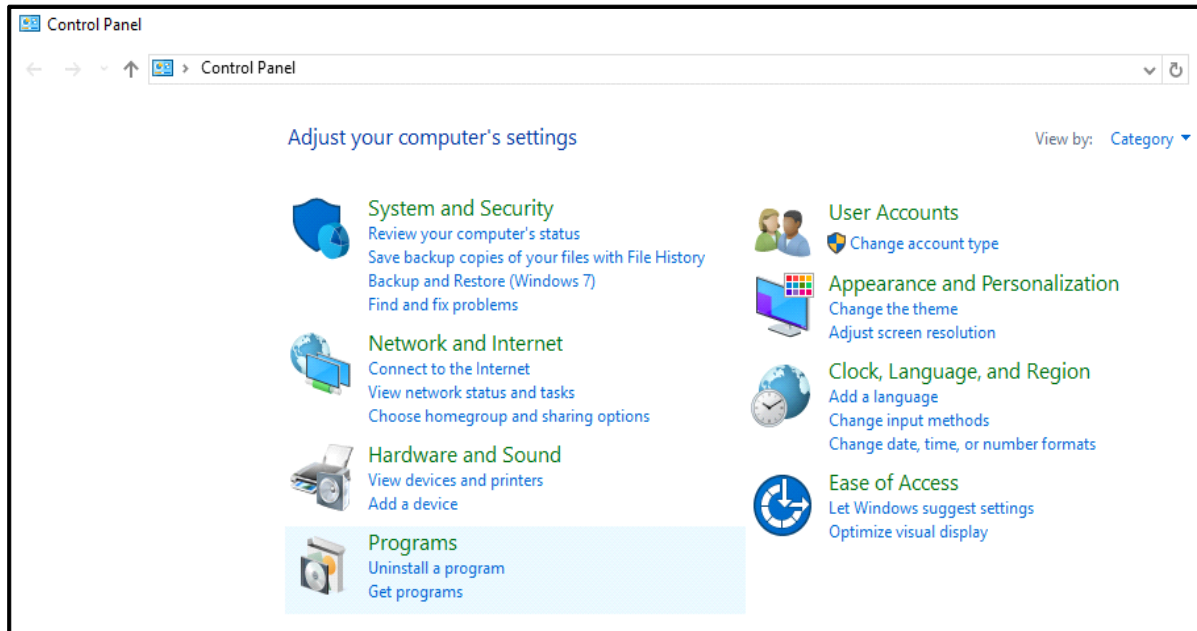 Control Panel
Control Panel
Adjust your computer's settings
View by: Category
System and Security
Review your computer's status
Save backup copies of your files with File History
Backup and Restore (Windows 7)
Find and fix problems
Network and Internet
Connect to the Internet
View network status and tasks
Choose homegroup and sharing options
Hardware and Sound
View devices and printers
Add a device
Programs
Uninstall a program
Get programs
User Accounts
Change account type
Appearance and Personalization
Change the theme
Adjust screen resolution
Clock, Language, and Region
Add a language
Change input methods
Change date, time, or number formats
Ease of Access
Let Windows suggest settings
Optimize visual display